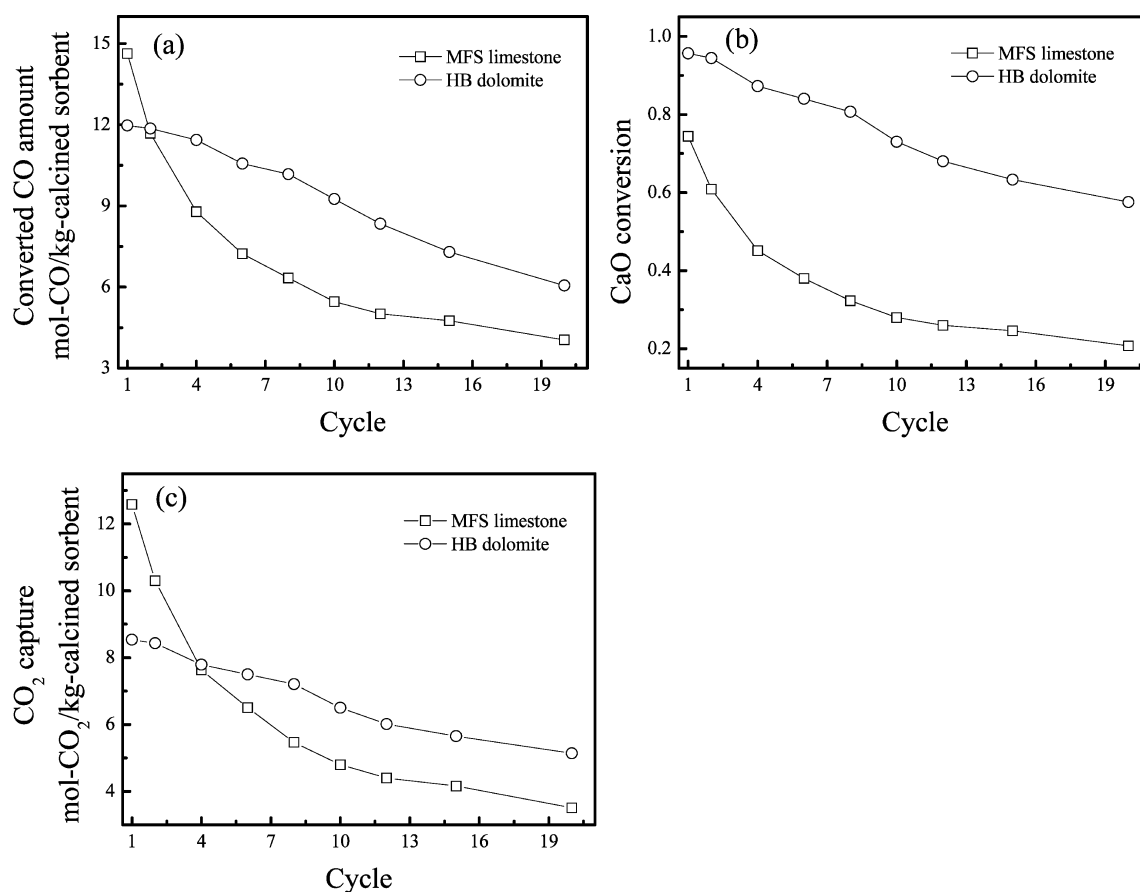 (a)
MFS limestone
HB dolomite
Converted CO amount
mol-CO/kg-calcined sorbent
15
12
9
6
3
1 4 7 10 13 16 19
Cycle
(b)
MFS limestone
HB dolomite
CaO conversion
1.0
0.8
0.6
0.4
0.2
1 4 7 10 13 16 19
Cycle
(c)
MFS limestone
HB dolomite
CO₂ capture
mol-CO₂/kg-calcined sorbent
12
10
8
6
4
1 4 7 10 13 16 19
Cycle